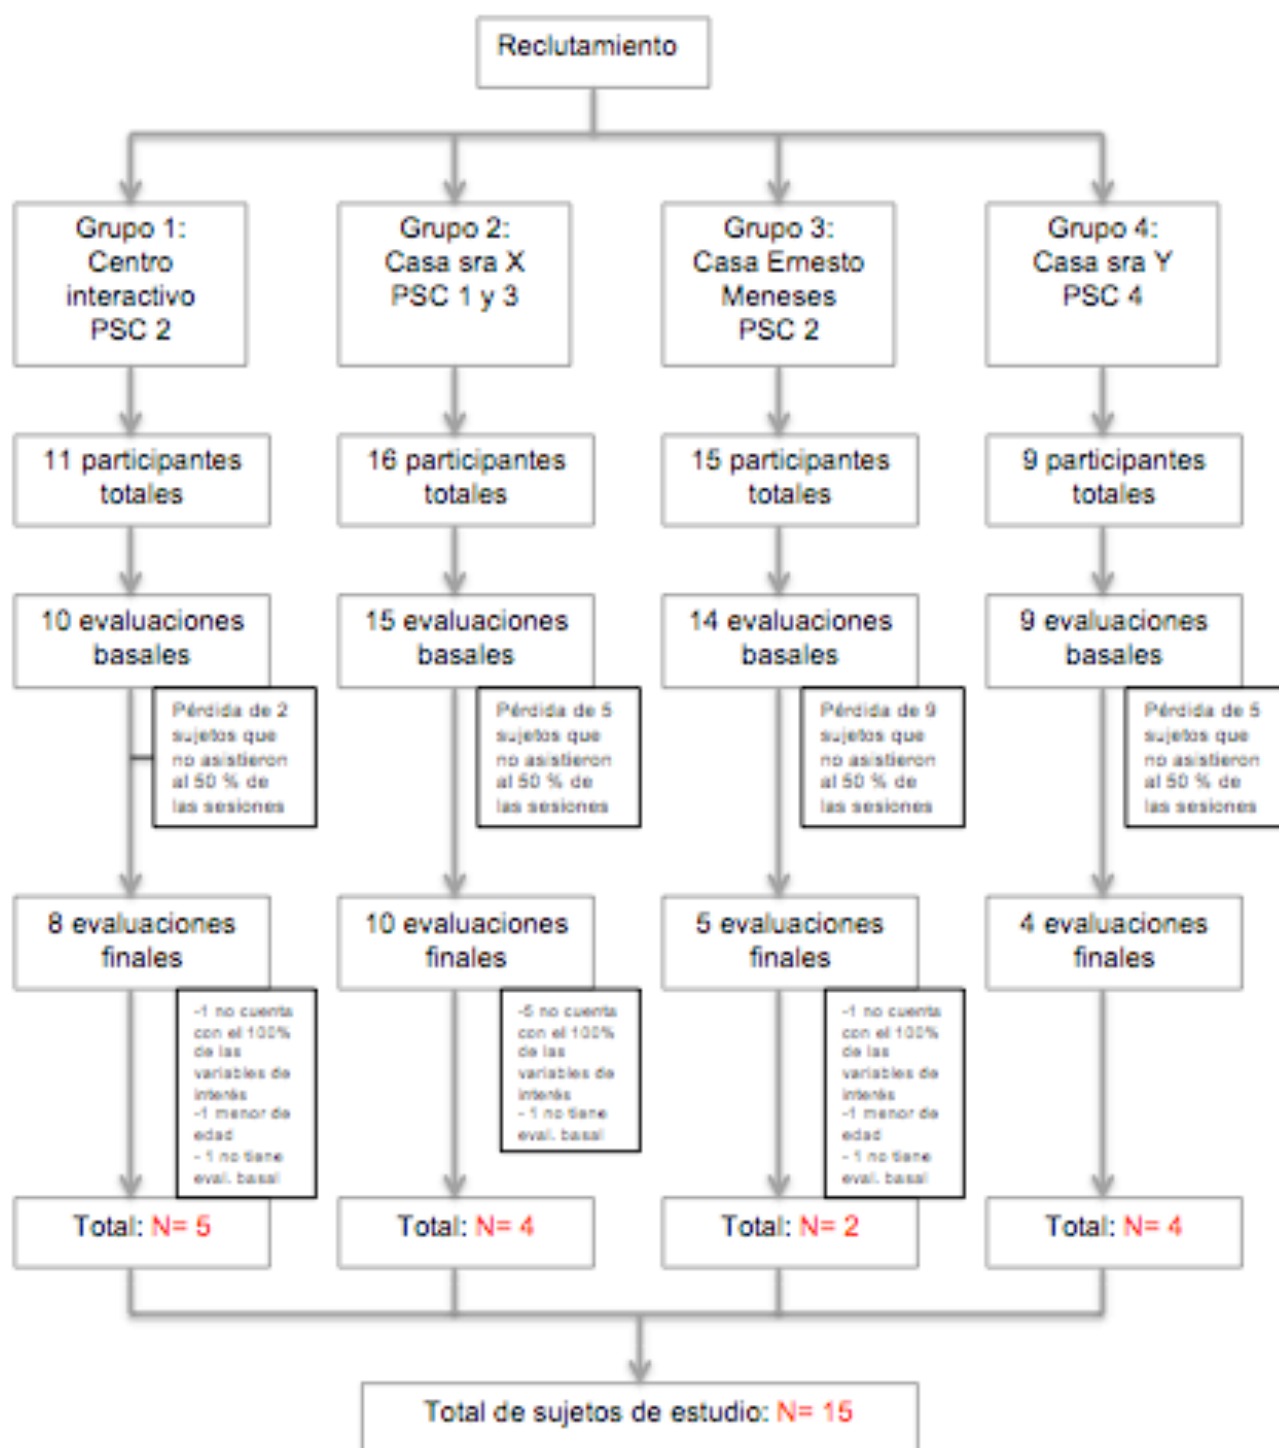 Reclutamiento
Grupo 1:
Centro
interactivo
PSC 2
Grupo 2:
Casa sra X
PSC 1 y 3
Grupo 3:
Casa Ernesto
Meneses
PSC 2
Grupo 4:
Casa sra Y
PSC 4
11 participantes
totales
16 participantes
totales
15 participantes
totales
9 participantes
totales
10 evaluaciones
basales
15 evaluaciones
basales
14 evaluaciones
basales
9 evaluaciones
basales
Pérdida de 2
sujetos que
no asistieron
al 50 % de
las sesiones
Pérdida de 5
sujetos que
no asistieron
al 50 % de
las sesiones
Pérdida de 9
sujetos que
no asistieron
al 50 % de
las sesiones
Pérdida de 5
sujetos que
no asistieron
al 50 % de
las sesiones
8 evaluaciones
finales
10 evaluaciones
finales
5 evaluaciones
finales
4 evaluaciones
finales
-1 no cuenta
con el 100%
de las
variables de
interés
-1 menor de
edad
- 1 no tiene
eval. basal
-5 no cuenta
con el 100%
de las
variables de
interés
- 1 no tiene
eval. basal
-1 no cuenta
con el 100%
de las
variables de
interés
-1 menor de
edad
- 1 no tiene
eval. basal
Total: N= 5
Total: N= 4
Total: N= 2
Total: N= 4
Total de sujetos de estudio: N= 15